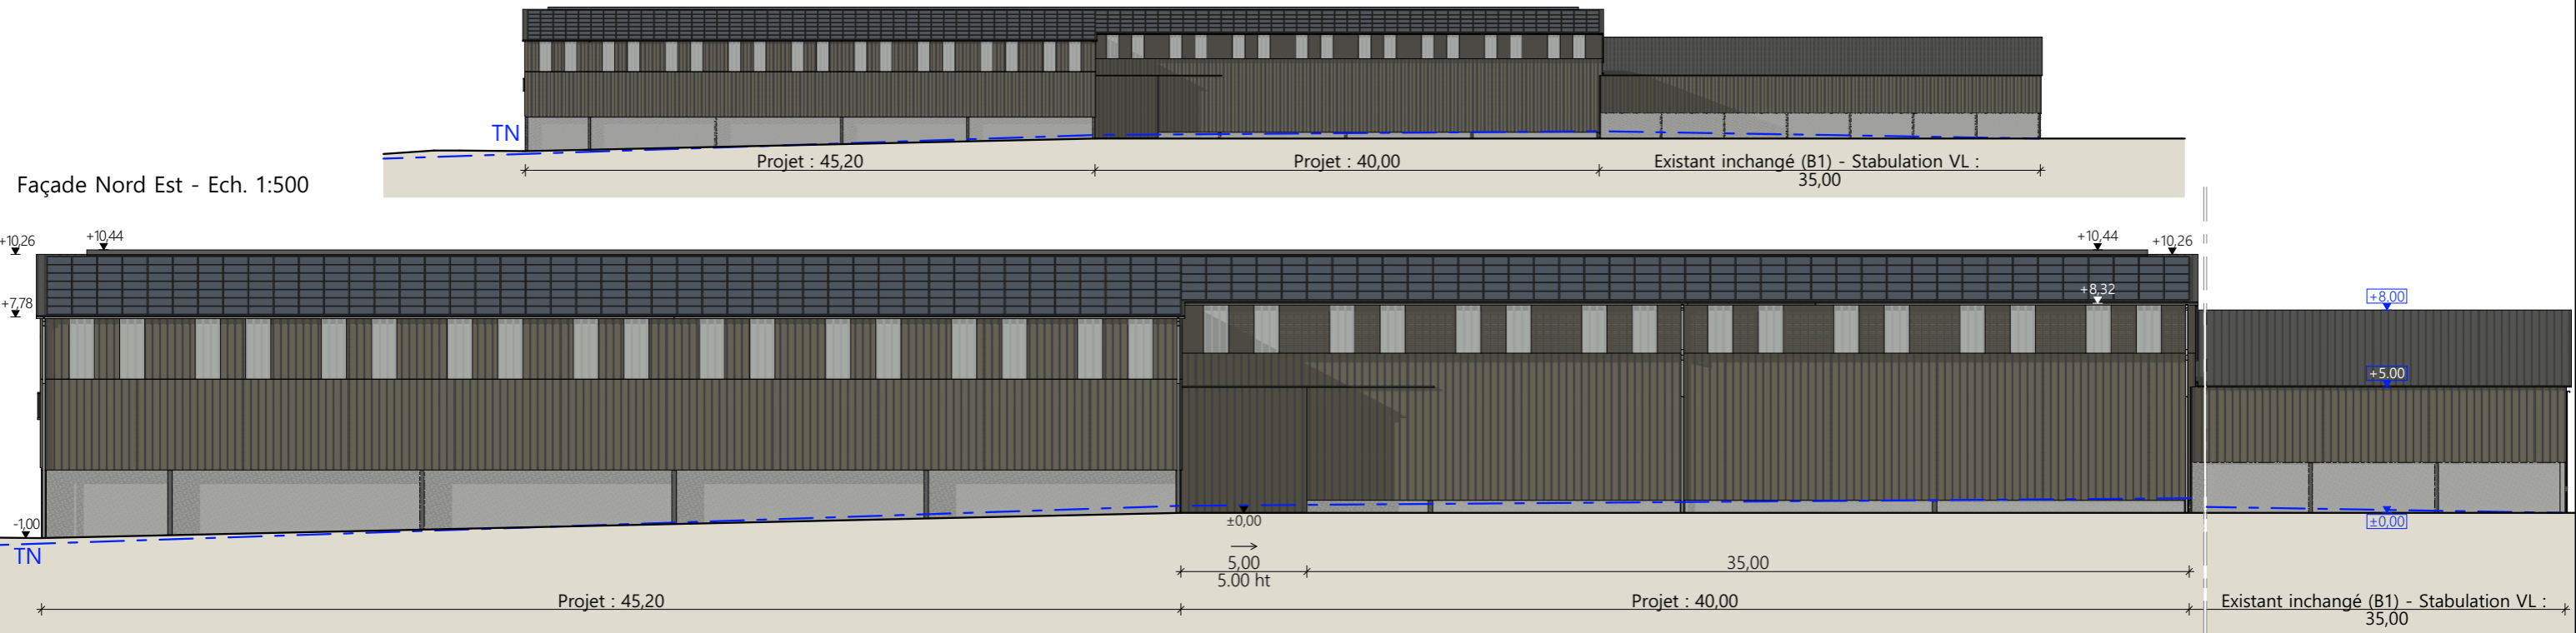 TN
Projet : 45,20
Projet : 40,00
Existant inchangé (B1) - Stabulation VL :
35,00
Façade Nord Est - Ech. 1:500
+10,26
+10,44
+10,44
+10,26
+7,78
+8,32
+8.00
+5.00
-1,00
±0,00
±0,00
TN
5,00
5.00 ht
35,00
Projet : 45,20
Projet : 40,00
Existant inchangé (B1) - Stabulation VL :
35,00